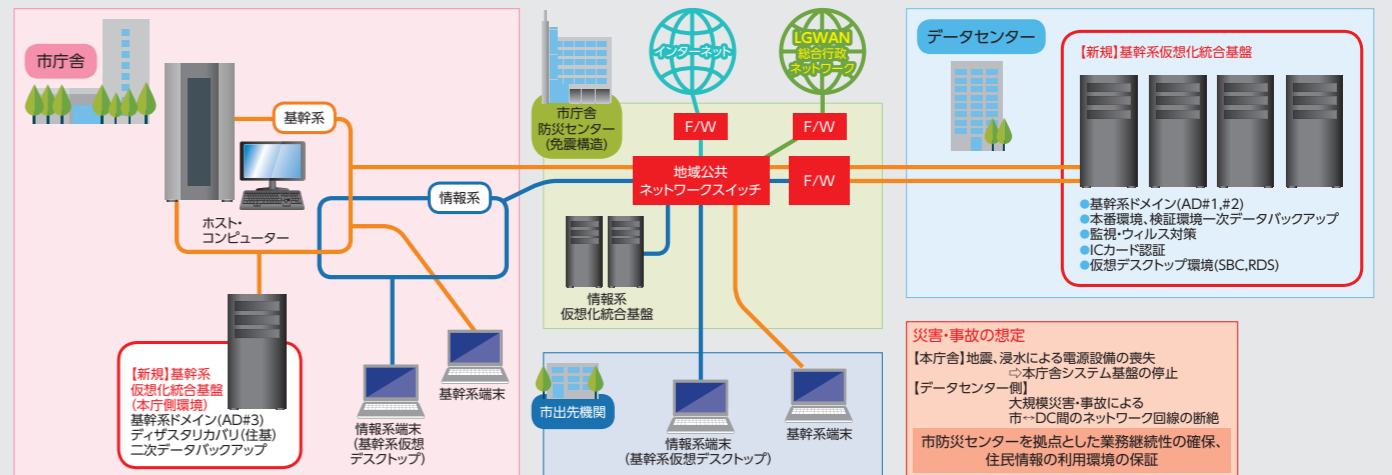 市庁舎
基幹系
情報系
ホスト・
コンピューター
【新規】基幹系
仮想化統合基盤
(本庁側環境)
基幹系ドメイン(AD#3)
ディザスタリカバリ(住基)
二次データバックアップ
情報系端末
(基幹系仮想
デスクトップ)
基幹系端末
インターネット
LGWAN
総合行政
ネットワーク
市庁舎
防災センター
(免震構造)
F/W
F/W
地域公共
ネットワークスイッチ
F/W
情報系
仮想化統合基盤
市出先機関
情報系端末
(基幹系仮想デスクトップ)
基幹系端末
データセンター
【新規】基幹系仮想化統合基盤
●基幹系ドメイン(AD#1,#2)
●本番環境、検証環境一次データバックアップ
●監視・ウィルス対策
●ICカード認証
●仮想デスクトップ環境(SBC,RDS)
災害・事故の想定
【本庁舎】地震、浸水による電源設備の喪失
⇨本庁舎システム基盤の停止
【データセンター側】
大規模災害・事故による
市↔DC間のネットワーク回線の断絶
市防災センターを拠点とした業務継続性の確保、
住民情報の利用環境の保証